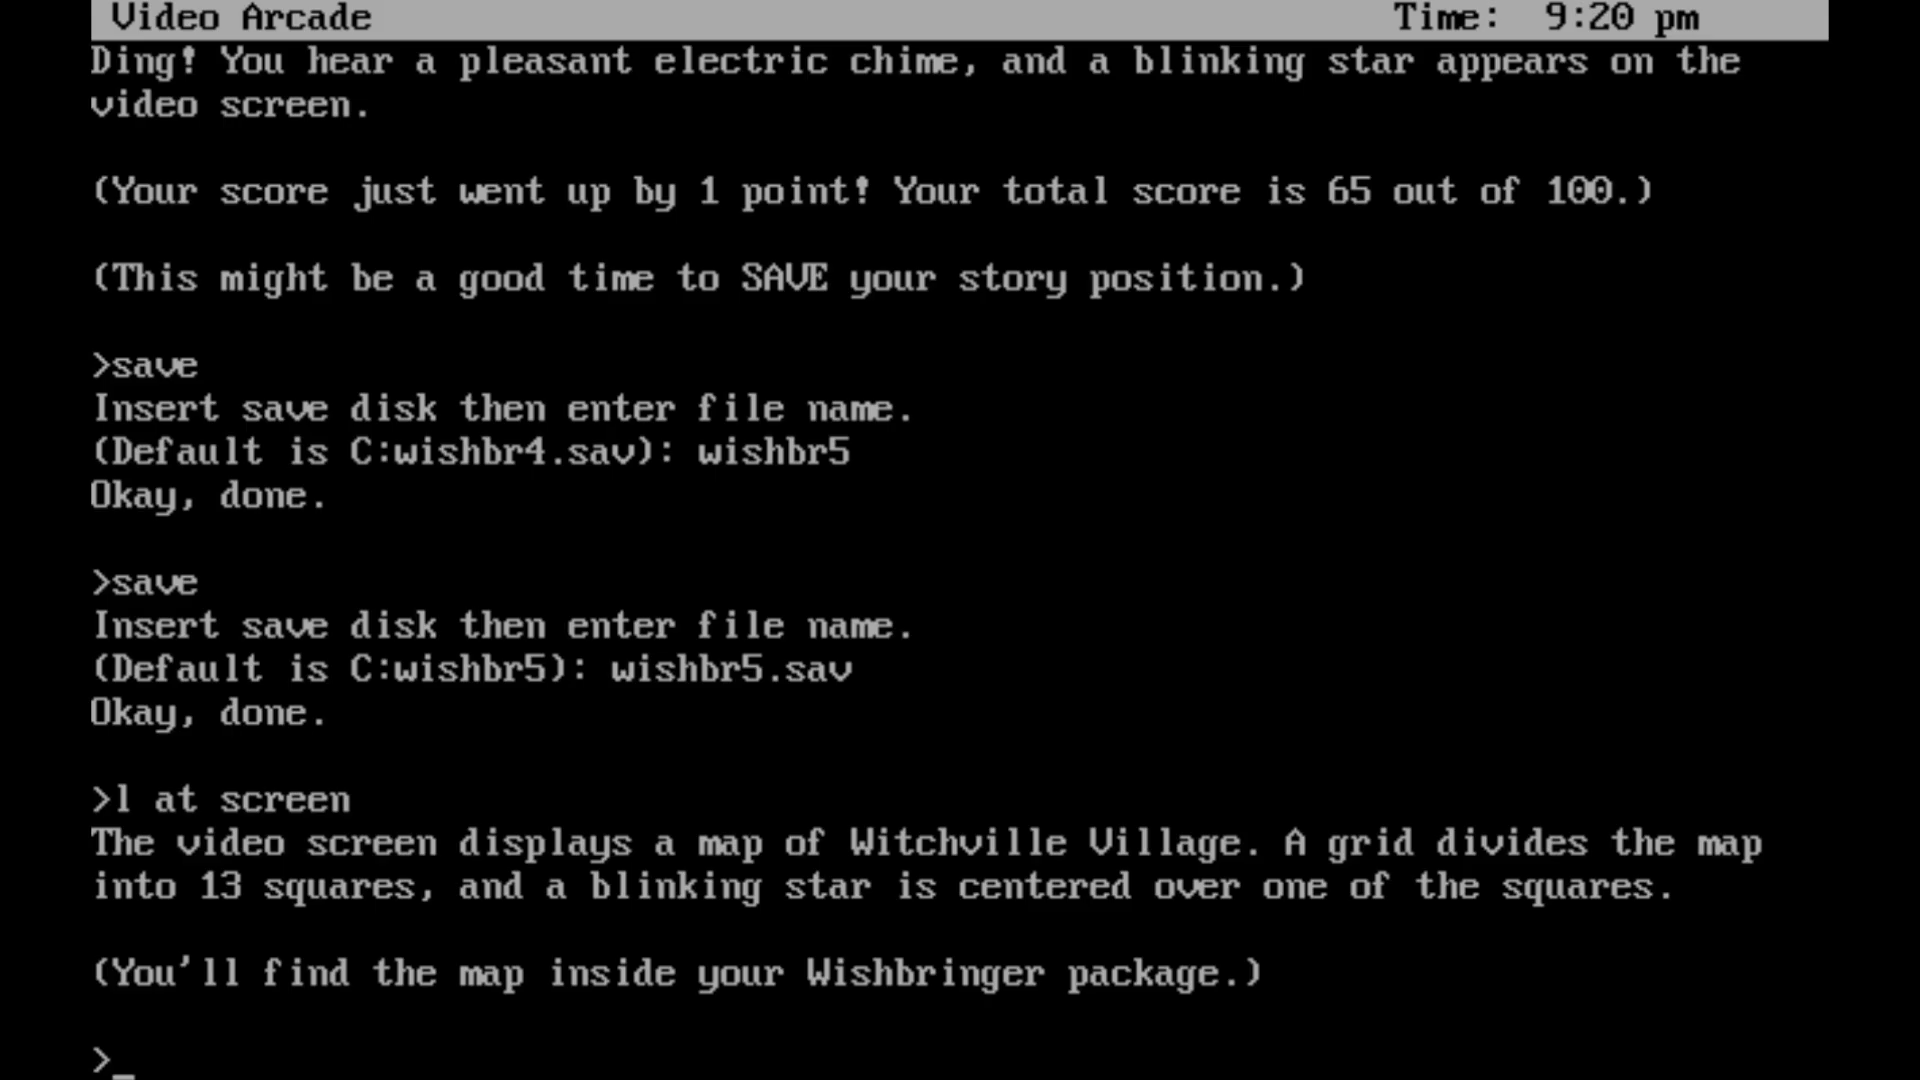 Video Arcade Time: 9:20 pm
Ding! You hear a pleasant electric chime, and a blinking star appears on the
video screen.
(Your score just went up by 1 point! Your total score is 65 out of 100.)
(This might be a good time to SAVE your story position.)
>save
Insert save disk then enter file name.
(Default is C:wishbr4.sav): wishbr5
Okay, done.
>save
Insert save disk then enter file name.
(Default is C:wishbr5): wishbr5.sav
Okay, done.
>l at screen
The video screen displays a map of Witchville Village. A grid divides the map
into 13 squares, and a blinking star is centered over one of the squares.
(You'll find the map inside your Wishbringer package.)
>_